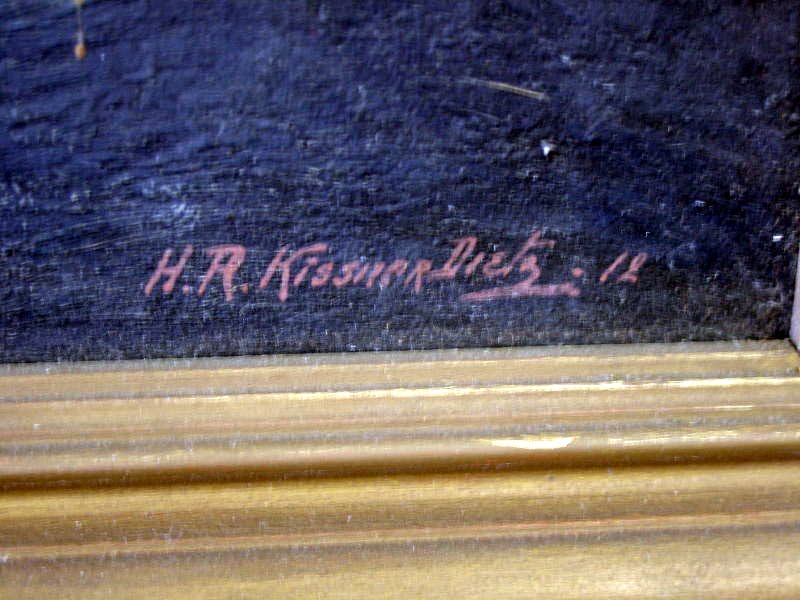 H.R. Kissner Dietz - 12